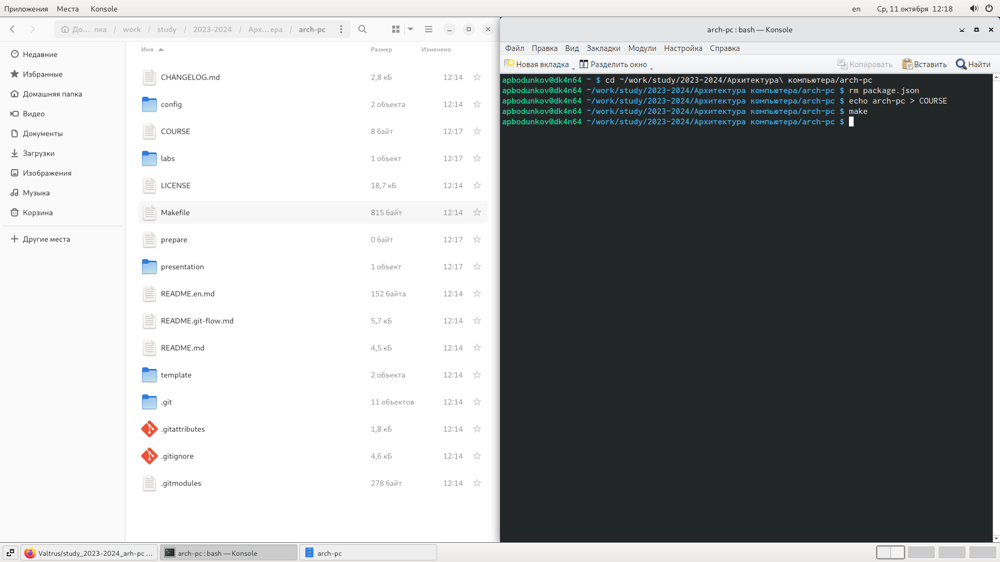 Приложения Места Konsole en Ср, 11 октября 12:18
До... пка / work / study / 2023-2024 / Арх...ера / arch-pc
Недавние
Избранные
Домашняя папка
Видео
Документы
Загрузки
Изображения
Музыка
Корзина
Другие места
Имя Размер Изменено
CHANGELOG.md 2,8 кБ 12:14
config 2 объекта 12:14
COURSE 8 байт 12:17
labs 1 объект 12:17
LICENSE 18,7 кБ 12:14
Makefile 815 байт 12:14
prepare 0 байт 12:17
presentation 1 объект 12:17
README.en.md 152 байта 12:14
README.git-flow.md 5,7 кБ 12:14
README.md 4,5 кБ 12:14
template 2 объекта 12:14
.git 11 объектов 12:14
.gitattributes 1,8 кБ 12:14
.gitignore 4,6 кБ 12:14
.gitmodules 278 байт 12:14
arch-pc : bash — Konsole
Файл Правка Вид Закладки Модули Настройка Справка
Новая вкладка Разделить окно Копировать Вставить Найти
apbodunkov@dk4n64 ~ $ cd ~/work/study/2023-2024/Архитектура\ компьютера/arch-pc
apbodunkov@dk4n64 ~/work/study/2023-2024/Архитектура компьютера/arch-pc $ rm package.json
apbodunkov@dk4n64 ~/work/study/2023-2024/Архитектура компьютера/arch-pc $ echo arch-pc > COURSE
apbodunkov@dk4n64 ~/work/study/2023-2024/Архитектура компьютера/arch-pc $ make
apbodunkov@dk4n64 ~/work/study/2023-2024/Архитектура компьютера/arch-pc $
Valtrus/study_2023-2024_arh-pc ... arch-pc : bash — Konsole arch-pc